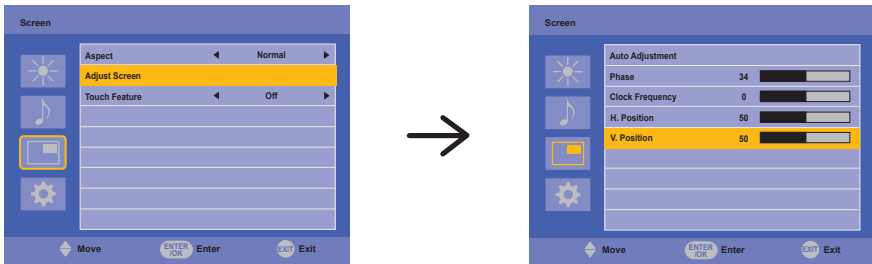 Screen
Aspect Normal
Adjust Screen
Touch Feature Off
Move ENTER/OK Enter EXIT Exit
Screen
Auto Adjustment
Phase 34
Clock Frequency 0
H. Position 50
V. Position 50
Move ENTER/OK Enter EXIT Exit